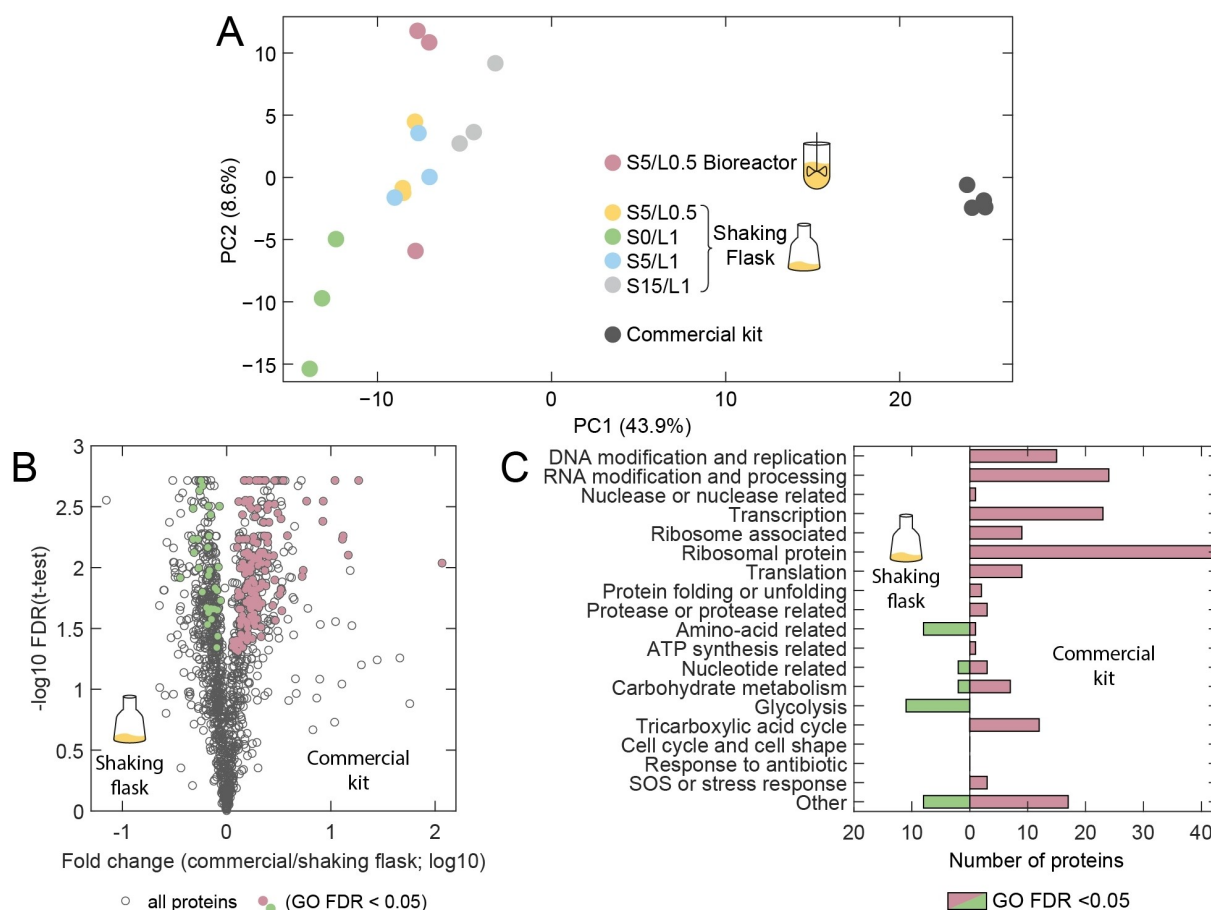 A
10
5
0
−5
−10
−15
PC2 (8.6%)
S5/L0.5 Bioreactor
S5/L0.5
S0/L1
S5/L1
S15/L1
Shaking
Flask
Commercial kit
−10
0
10
20
PC1 (43.9%)
B
3
2.5
2
1.5
1
0.5
0
-log10 FDR(t-test)
Shaking
flask
Commercial
kit
-1
0
1
2
Fold change (commercial/shaking flask; log10)
all proteins
(GO FDR < 0.05)
C
DNA modification and replication
RNA modification and processing
Nuclease or nuclease related
Transcription
Ribosome associated
Ribosomal protein
Translation
Protein folding or unfolding
Protease or protease related
Amino-acid related
ATP synthesis related
Nucleotide related
Carbohydrate metabolism
Glycolysis
Tricarboxylic acid cycle
Cell cycle and cell shape
Response to antibiotic
SOS or stress response
Other
Shaking
flask
Commercial
kit
20
10
0
10
20
30
40
Number of proteins
GO FDR <0.05